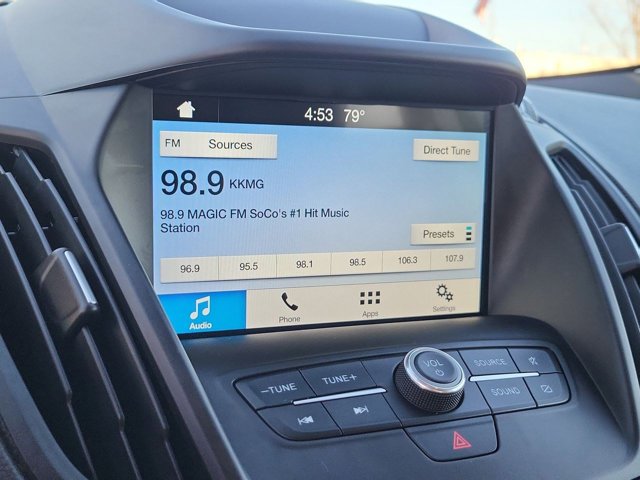 4:53 79°
FM Sources
Direct Tune
98.9 KKMG
98.9 MAGIC FM SoCo's #1 Hit Music
Station
Presets
96.9 95.5 98.1 98.5 106.3 107.9
Audio Phone Apps Settings
VOL
-TUNE TUNE+ SOURCE
SOUND